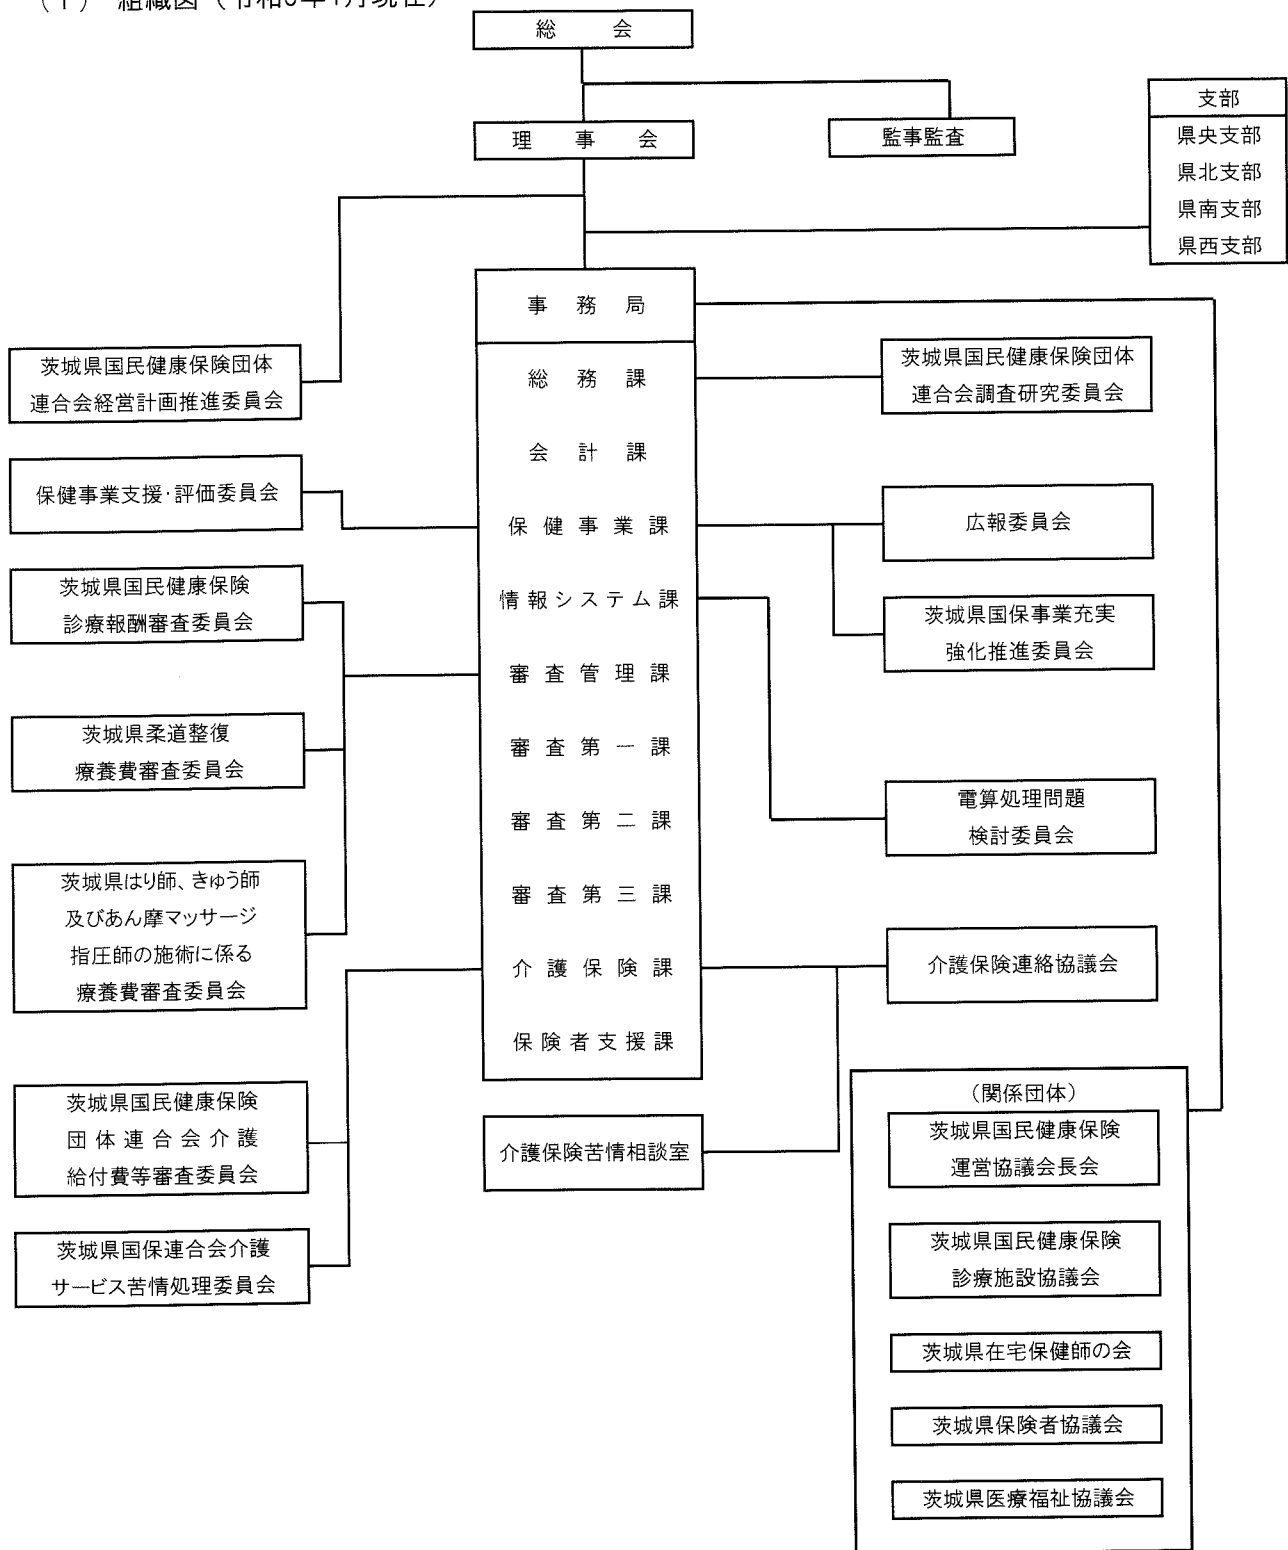 総会
理事会
監事監査
支部
県央支部
県北支部
県南支部
県西支部
事務局
総務課
会計課
保健事業課
情報システム課
審査管理課
審査第一課
審査第二課
審査第三課
介護保険課
保険者支援課
介護保険苦情相談室
茨城県国民健康保険団体
連合会経営計画推進委員会
保健事業支援・評価委員会
茨城県国民健康保険
診療報酬審査委員会
茨城県柔道整復
療養費審査委員会
茨城県はり師、きゅう師
及びあん摩マッサージ
指圧師の施術に係る
療養費審査委員会
茨城県国民健康保険
団体連合会介護
給付費等審査委員会
茨城県国保連合会介護
サービス苦情処理委員会
茨城県国民健康保険団体
連合会調査研究委員会
広報委員会
茨城県国保事業充実
強化推進委員会
電算処理問題
検討委員会
介護保険連絡協議会
（関係団体）
茨城県国民健康保険
運営協議会長会
茨城県国民健康保険
診療施設協議会
茨城県在宅保健師の会
茨城県保険者協議会
茨城県医療福祉協議会